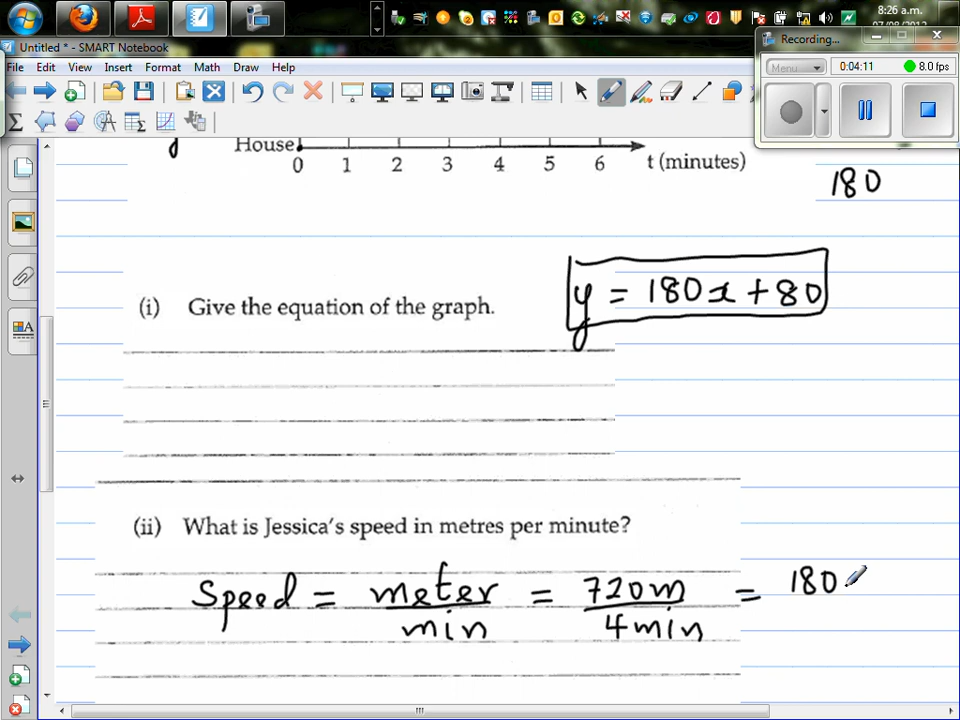 8:26 a.m.
Untitled * - SMART Notebook
Recording...
File Edit View Insert Format Math Draw Help
Menu 0:04:11 8.0 fps
House
0 1 2 3 4 5 6 t (minutes)
180
(i) Give the equation of the graph.
y = 180x + 80
(ii) What is Jessica's speed in metres per minute?
Speed = meter/min = 720m/4min = 180